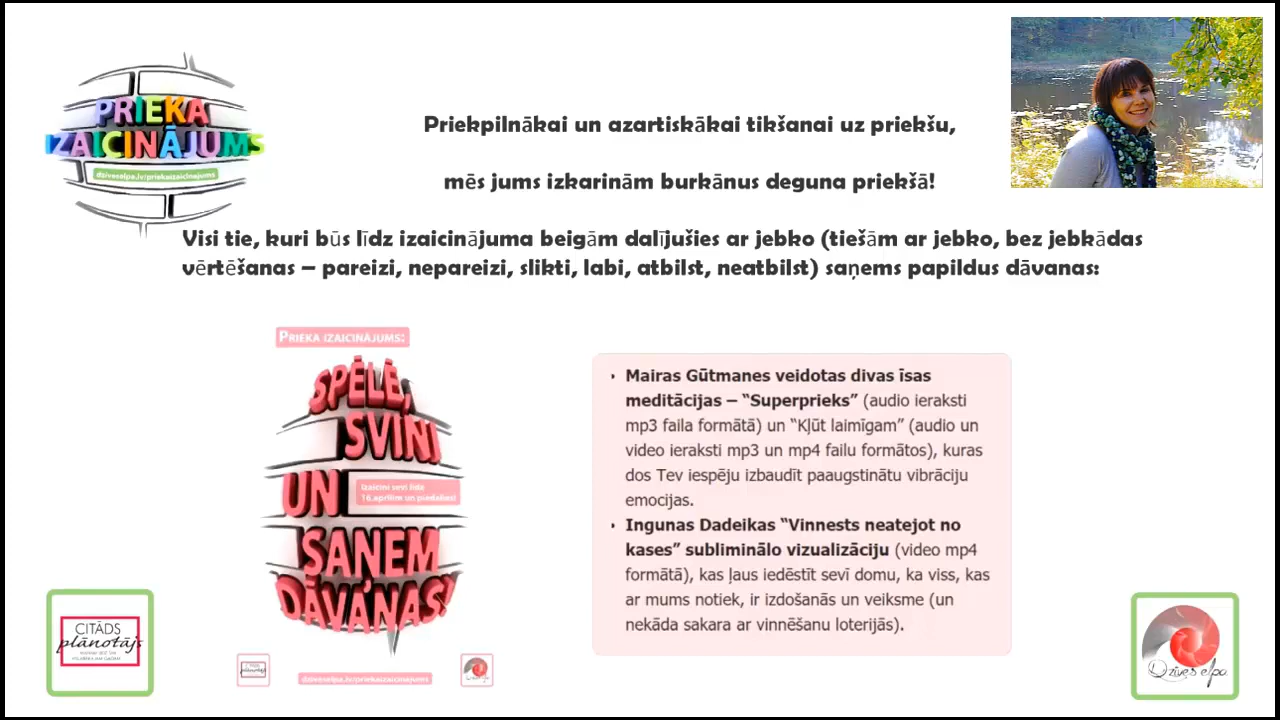 PRIEKA
IZAICINĀJUMS
dziveselpa.lv/priekaizaicinajums
Priekpilnākai un azartiskākai tikšanai uz priekšu,
mēs jums izkarinām burkānus deguna priekšā!
Visi tie, kuri būs līdz izaicinājuma beigām dalījušies ar jebko (tiešām ar jebko, bez jebkādas
vērtēšanas – pareizi, nepareizi, slikti, labi, atbilst, neatbilst) saņems papildus dāvanas:
PRIEKA IZAICINĀJUMS:
SPĒLĒ,
SVINI
UN
Izaicini sevi līdz
16.aprīlim un piedalies!
SAŅEM
DĀVANAS!
dziveselpa.lv/priekaizaicinajums
Mairas Gūtmanes veidotas divas īsas
meditācijas – “Superprieks” (audio ieraksti
mp3 faila formātā) un “Kļūt laimīgam” (audio un
video ieraksti mp3 un mp4 failu formātos), kuras
dos Tev iespēju izbaudīt paaugstinātu vibrāciju
emocijas.
Ingunas Dadeikas “Vinnests neatejot no
kases” subliminālo vizualizāciju (video mp4
formātā), kas ļaus iedēstīt sevī domu, ka viss, kas
ar mums notiek, ir izdošanās un veiksme (un
nekāda sakara ar vinnēšanu loterijās).
CITĀDS
plānotājs
Dzīves elpa